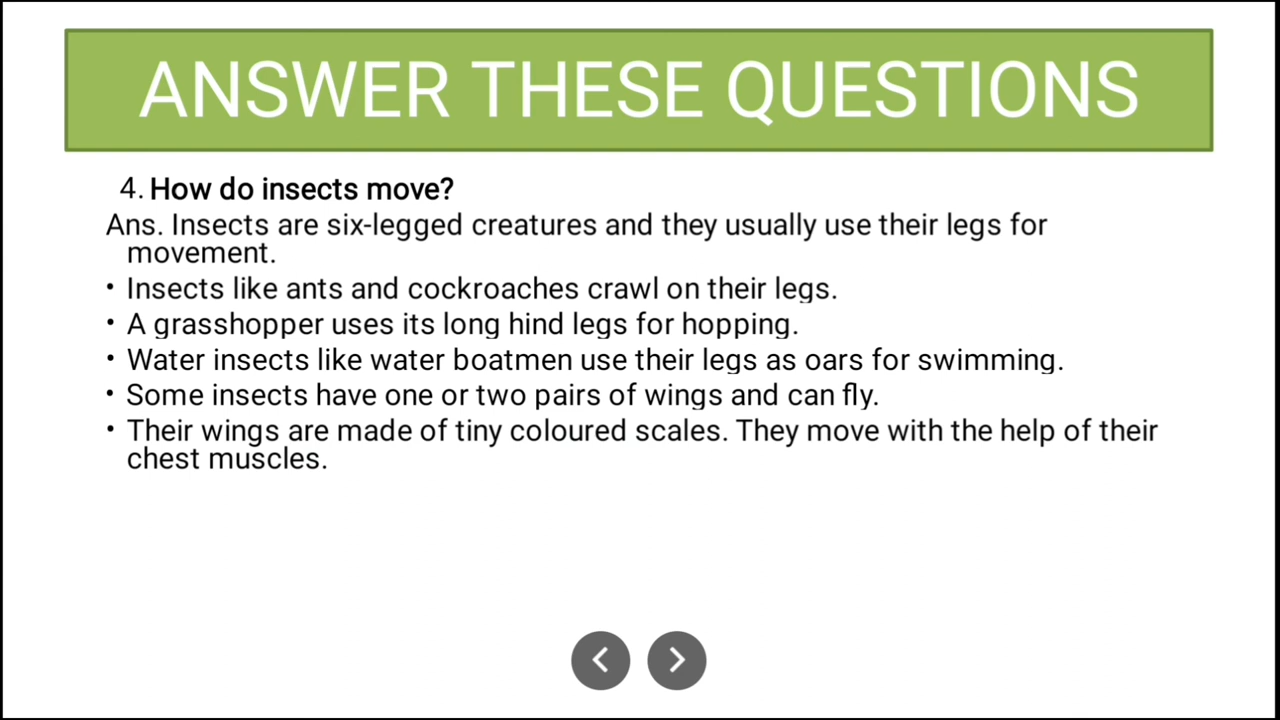 ANSWER THESE QUESTIONS
4. How do insects move?
Ans. Insects are six-legged creatures and they usually use their legs for
movement.
• Insects like ants and cockroaches crawl on their legs.
• A grasshopper uses its long hind legs for hopping.
• Water insects like water boatmen use their legs as oars for swimming.
• Some insects have one or two pairs of wings and can fly.
• Their wings are made of tiny coloured scales. They move with the help of their
chest muscles.